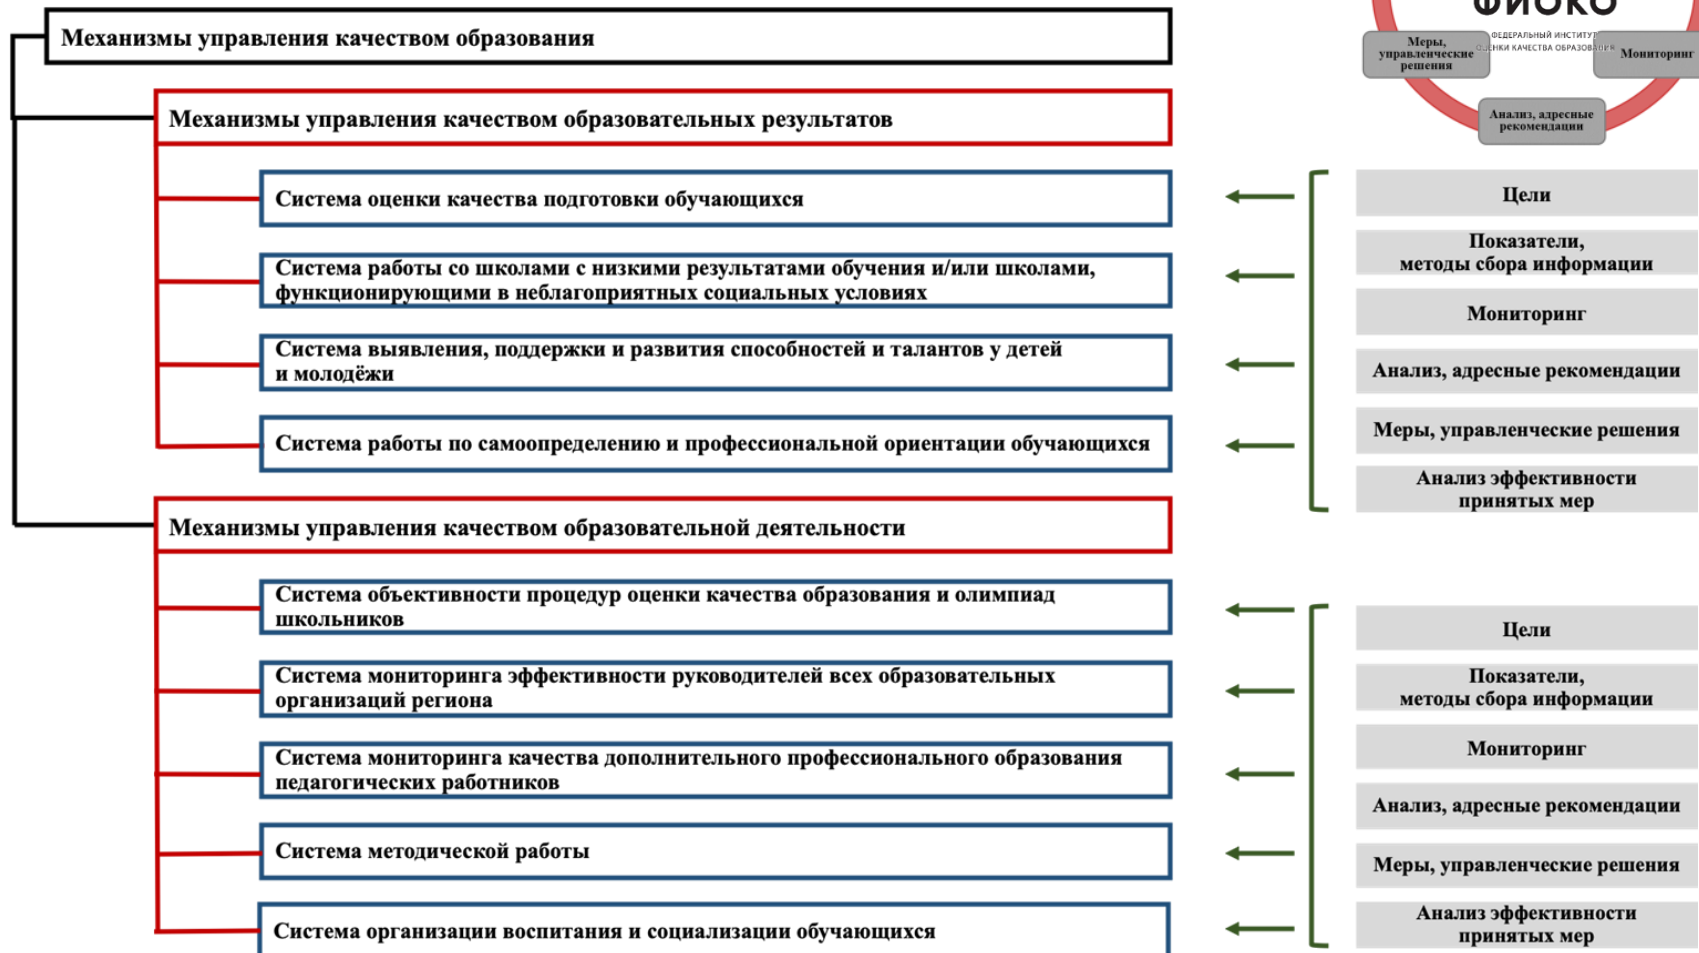 Механизмы управления качеством образования
Механизмы управления качеством образовательных результатов
Система оценки качества подготовки обучающихся
Система работы со школами с низкими результатами обучения и/или школами,
функционирующими в неблагоприятных социальных условиях
Система выявления, поддержки и развития способностей и талантов у детей
и молодёжи
Система работы по самоопределению и профессиональной ориентации обучающихся
Механизмы управления качеством образовательной деятельности
Система объективности процедур оценки качества образования и олимпиад
школьников
Система мониторинга эффективности руководителей всех образовательных
организаций региона
Система мониторинга качества дополнительного профессионального образования
педагогических работников
Система методической работы
Система организации воспитания и социализации обучающихся
ФИОКО
ФЕДЕРАЛЬНЫЙ ИНСТИТУТ
ОЦЕНКИ КАЧЕСТВА ОБРАЗОВАНИЯ
Меры,
управленческие
решения
Мониторинг
Анализ, адресные
рекомендации
Цели
Показатели,
методы сбора информации
Мониторинг
Анализ, адресные рекомендации
Меры, управленческие решения
Анализ эффективности
принятых мер
Цели
Показатели,
методы сбора информации
Мониторинг
Анализ, адресные рекомендации
Меры, управленческие решения
Анализ эффективности
принятых мер